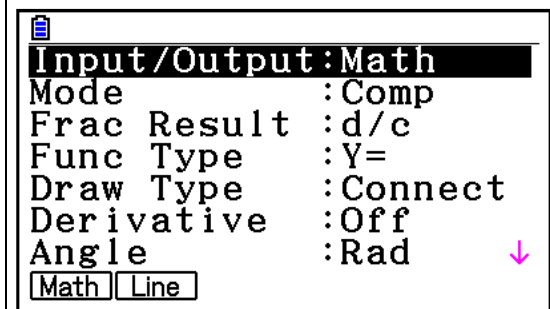 Input/Output:Math
Mode :Comp
Frac Result :d/c
Func Type :Y=
Draw Type :Connect
Derivative :Off
Angle :Rad ↓
Math Line